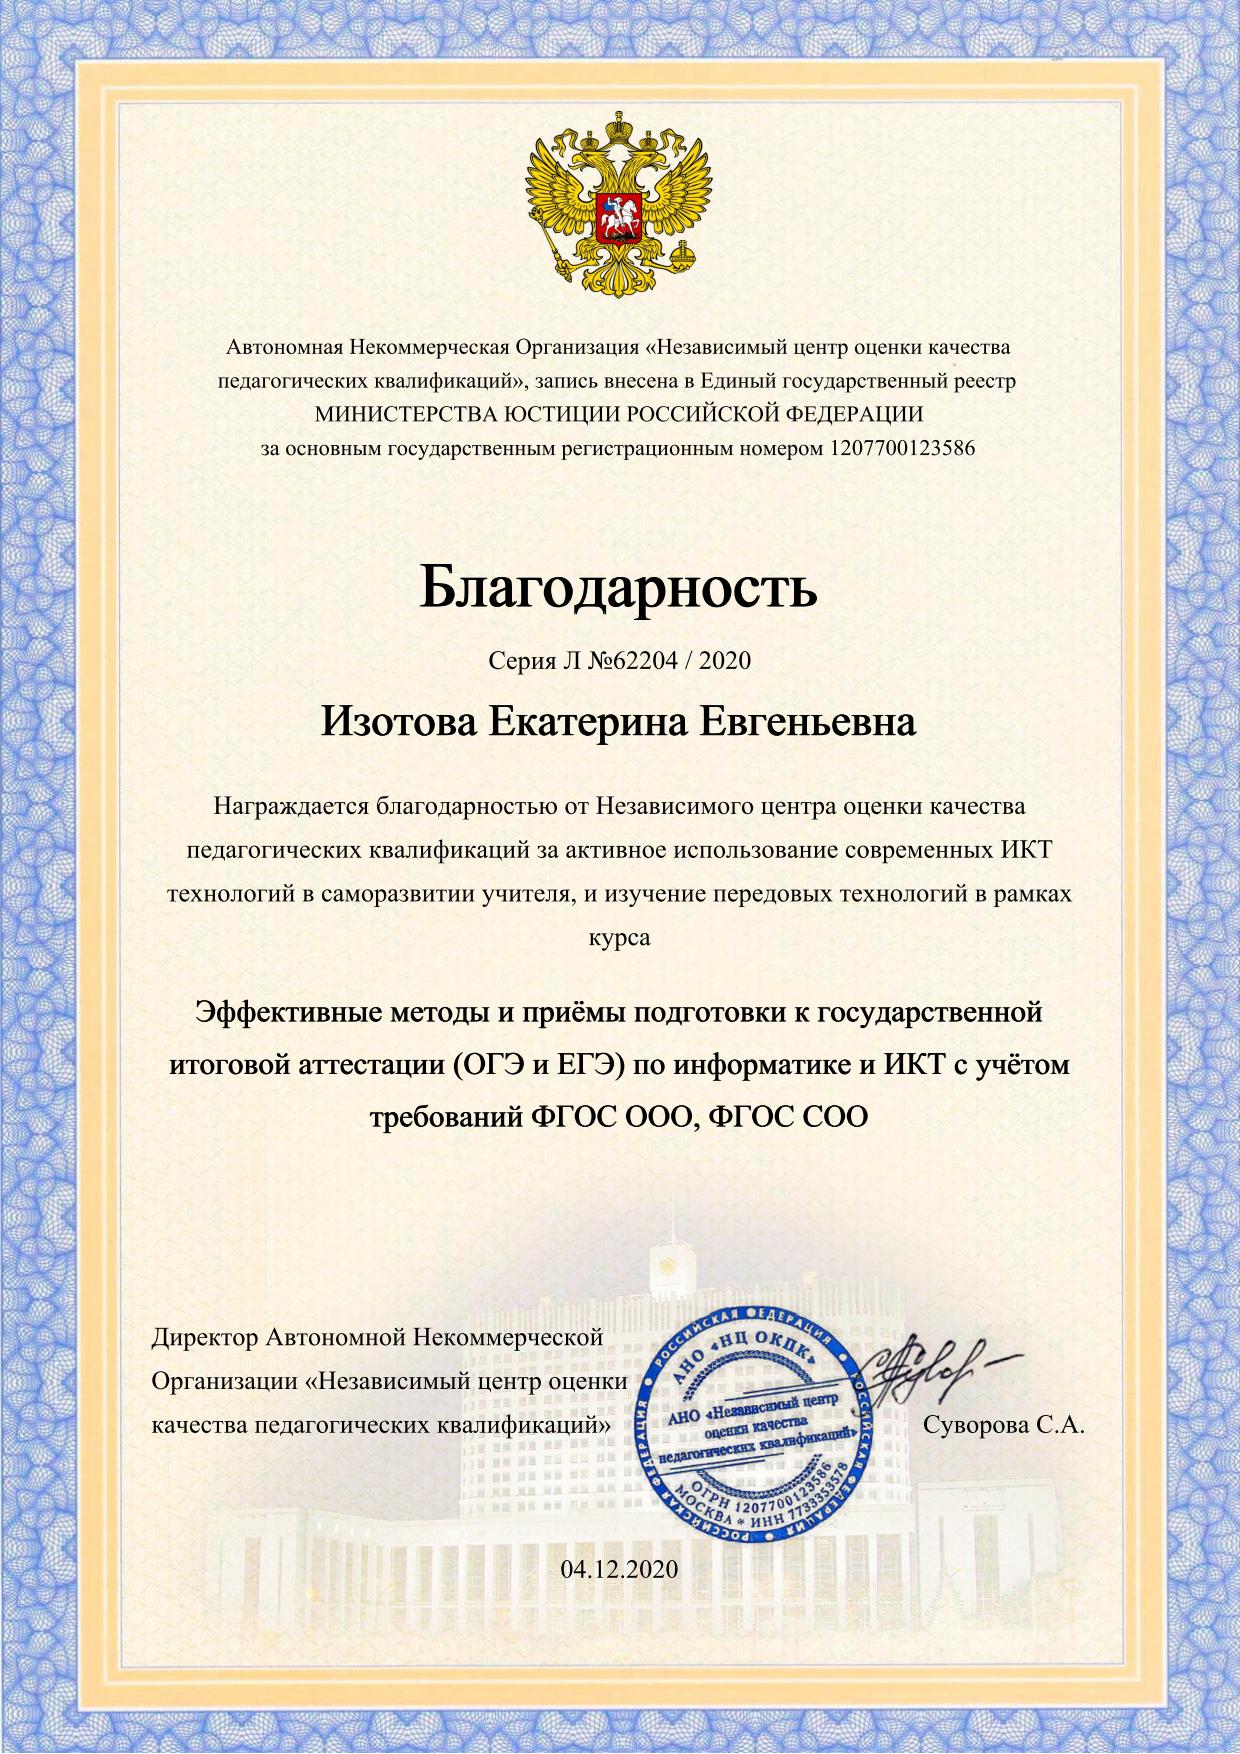 Автономная Некоммерческая Организация «Независимый центр оценки качества
педагогических квалификаций», запись внесена в Единый государственный реестр
МИНИСТЕРСТВА ЮСТИЦИИ РОССИЙСКОЙ ФЕДЕРАЦИИ
за основным государственным регистрационным номером 1207700123586
Благодарность
Серия Л №62204 / 2020
Изотова Екатерина Евгеньевна
Награждается благодарностью от Независимого центра оценки качества
педагогических квалификаций за активное использование современных ИКТ
технологий в саморазвитии учителя, и изучение передовых технологий в рамках
курса
Эффективные методы и приёмы подготовки к государственной
итоговой аттестации (ОГЭ и ЕГЭ) по информатике и ИКТ с учётом
требований ФГОС ООО, ФГОС СОО
Директор Автономной Некоммерческой
Организации «Независимый центр оценки
качества педагогических квалификаций»
РОССИЙСКАЯ ФЕДЕРАЦИЯ • РОССИЙСКАЯ ФЕДЕРАЦИЯ • РОССИЙСКАЯ ФЕДЕРАЦИЯ •
АНО «НЦ ОКПК»
АНО «Независимый центр
оценки качества
педагогических квалификаций»
ОГРН 1207700123586
МОСКВА * ИНН 7733353578
Суворова С.А.
04.12.2020